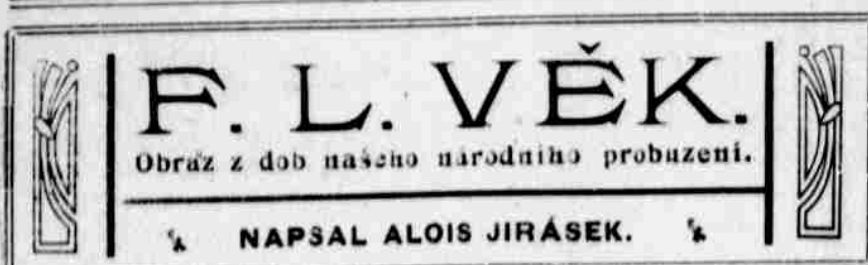 F. L. VĚK.
Obraz z dob našeho národního probuzení.
NAPSAL ALOIS JIRÁSEK.